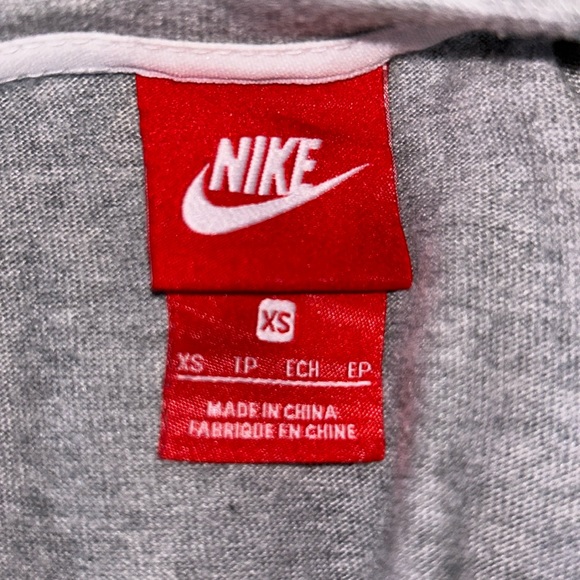 NIKE
XS
XS TP ECH EP
MADE IN CHINA
FABRIQUE EN CHINE